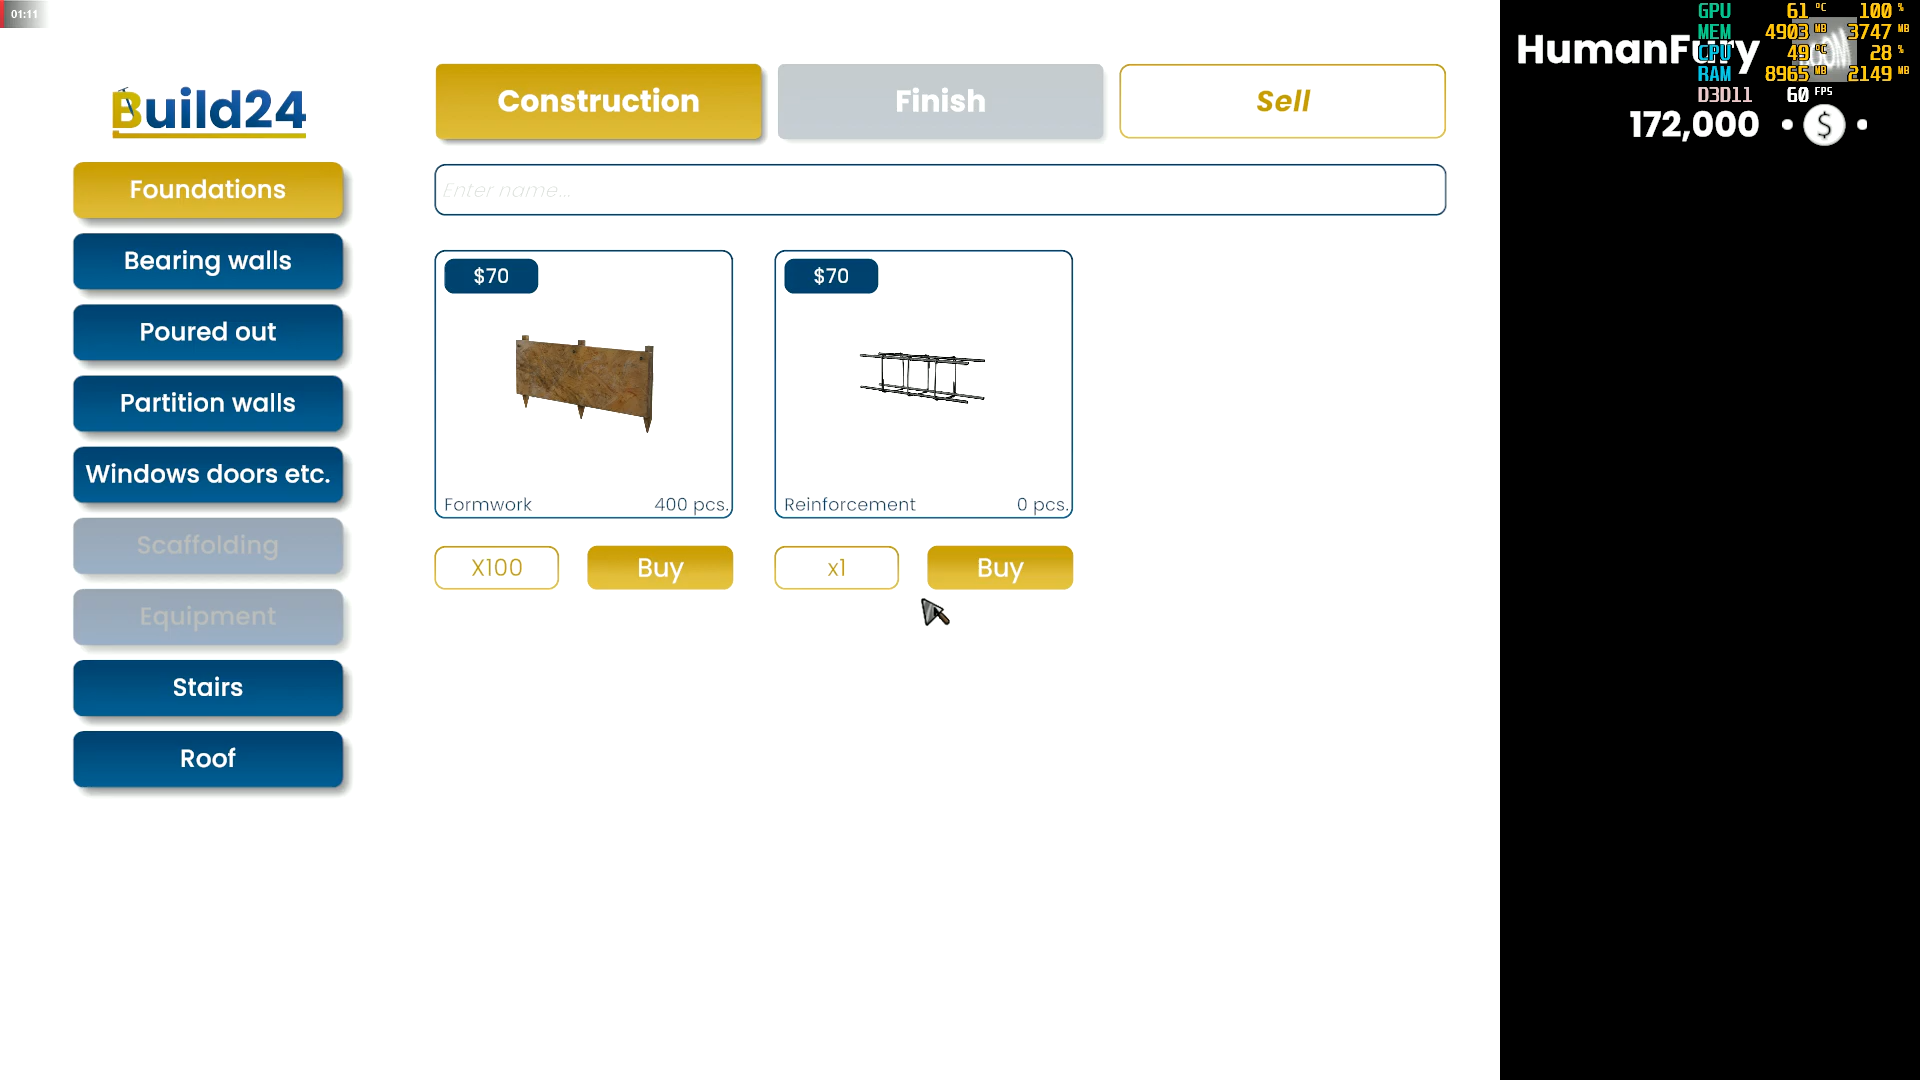 01:11
Build24
Construction
Finish
Sell
Enter name...
Foundations
Bearing walls
Poured out
Partition walls
Windows doors etc.
Scaffolding
Equipment
Stairs
Roof
$70
Formwork 400 pcs.
X100
Buy
$70
Reinforcement 0 pcs.
x1
Buy
GPU 61 °C 100 %
MEM 4903 MB 3747 MB
CPU 49 °C 28 %
RAM 8965 MB 2149 MB
D3D11 60 FPS
HumanFury
172,000 • $ •